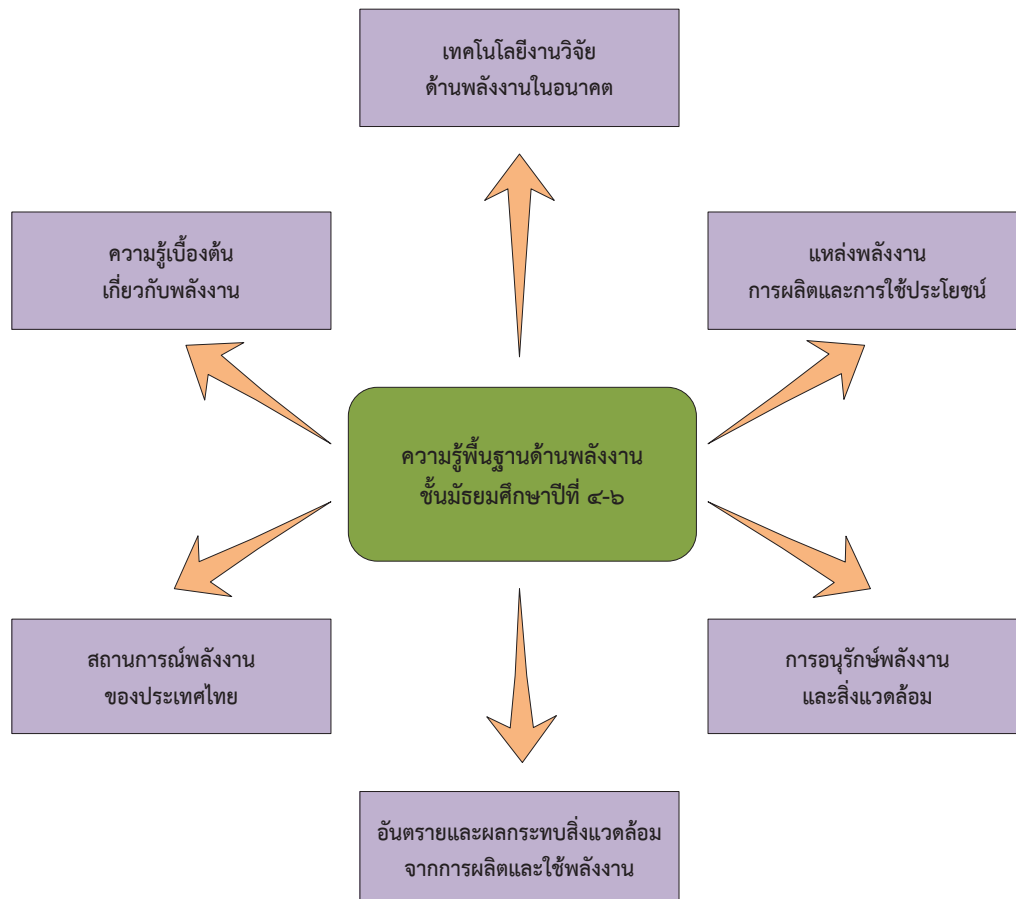 เทคโนโลยีงานวิจัย
ด้านพลังงานในอนาคต
ความรู้เบื้องต้น
เกี่ยวกับพลังงาน
แหล่งพลังงาน
การผลิตและการใช้ประโยชน์
ความรู้พื้นฐานด้านพลังงาน
ชั้นมัธยมศึกษาปีที่ ๔-๖
สถานการณ์พลังงาน
ของประเทศไทย
การอนุรักษ์พลังงาน
และสิ่งแวดล้อม
อันตรายและผลกระทบสิ่งแวดล้อม
จากการผลิตและใช้พลังงาน